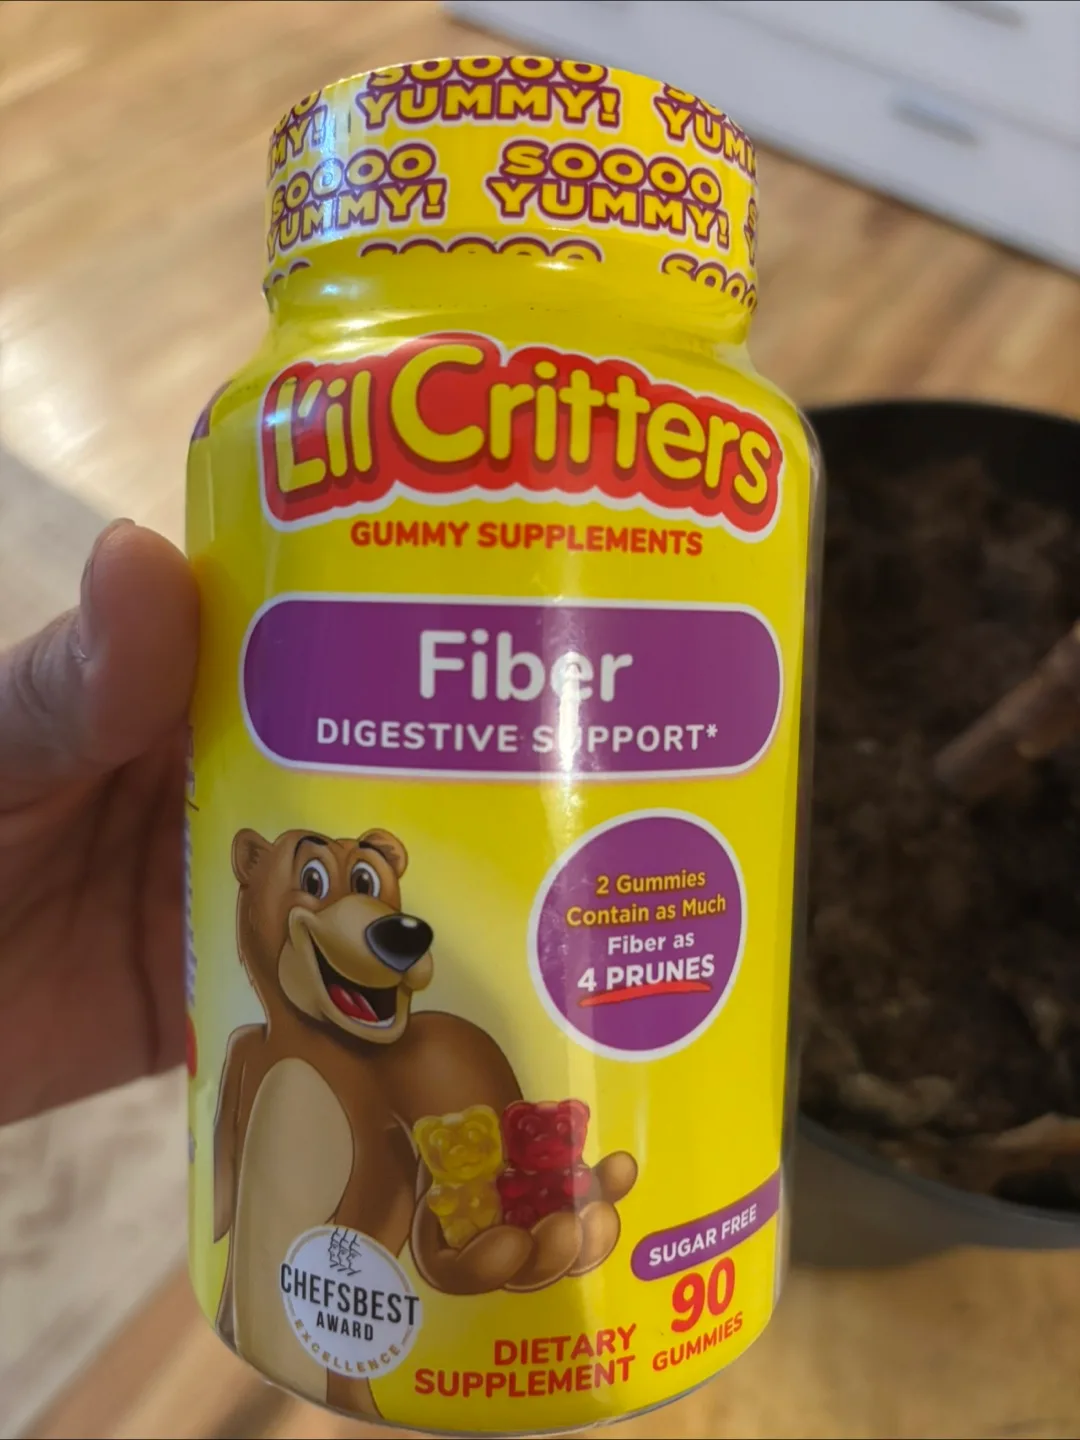 SOOOO
YUMMY!
SOOOO
YUMMY!
SOOOO
YUMMY!
L'il Critters
GUMMY SUPPLEMENTS
Fiber
DIGESTIVE SUPPORT*
2 Gummies
Contain as Much
Fiber as
4 PRUNES
SUGAR FREE
90
GUMMIES
DIETARY
SUPPLEMENT
CHEFSBEST
AWARD
EXCELLENCE